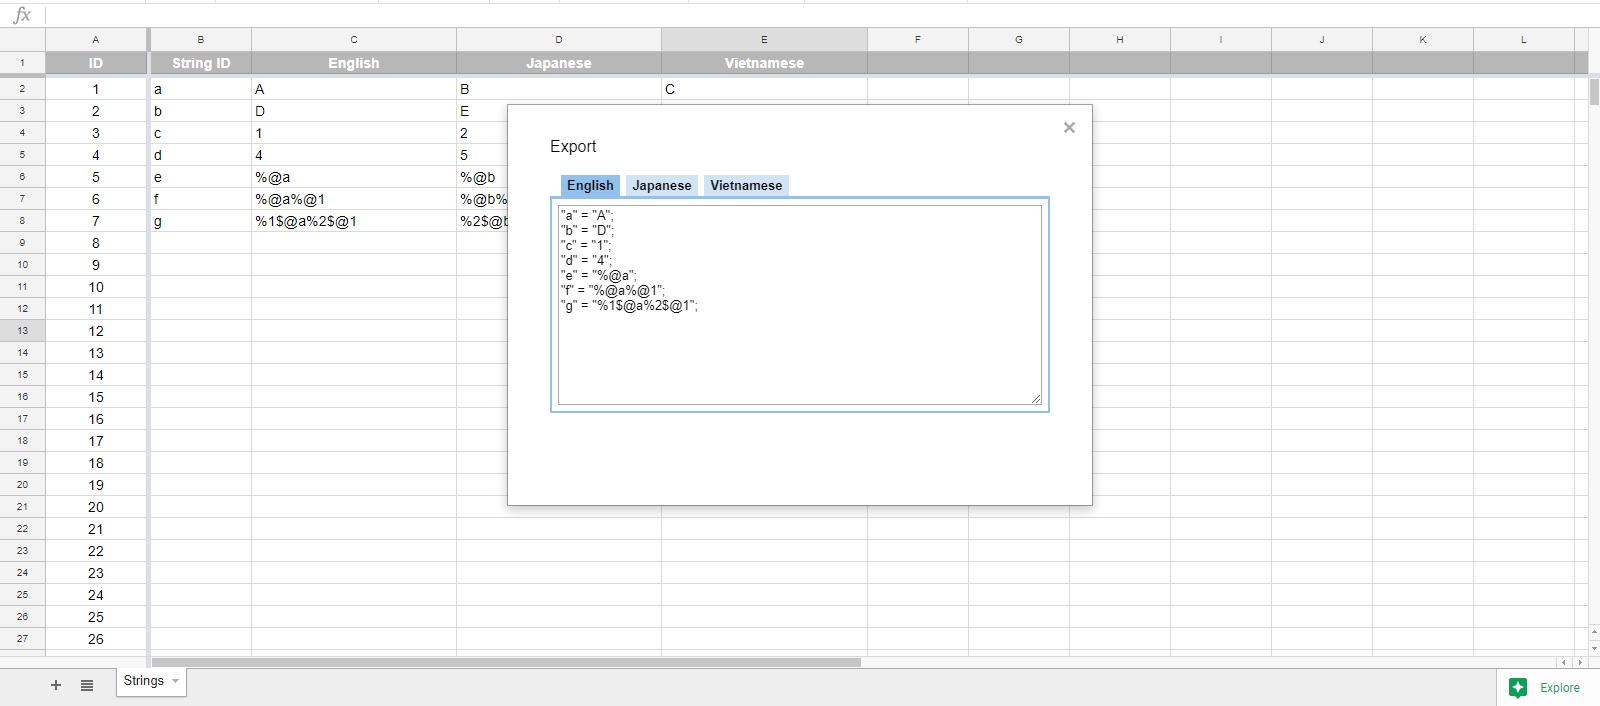 fx
A B C D E F G H I J K L
1 ID String ID English Japanese Vietnamese
2 1 a A B C
3 2 b D E
4 3 c 1 2
5 4 d 4 5
6 5 e %@a %@b
7 6 f %@a%@1 %@b%
8 7 g %1$@a%2$@1 %2$@b
9 8
10 9
11 10
12 11
13 12
14 13
15 14
16 15
17 16
18 17
19 18
20 19
21 20
22 21
23 22
24 23
25 24
26 25
27 26
Export
×
English Japanese Vietnamese
"a" = "A";
"b" = "D";
"c" = "1";
"d" = "4";
"e" = "%@a";
"f" = "%@a%@1";
"g" = "%1$@a%2$@1";
+ Strings
Explore